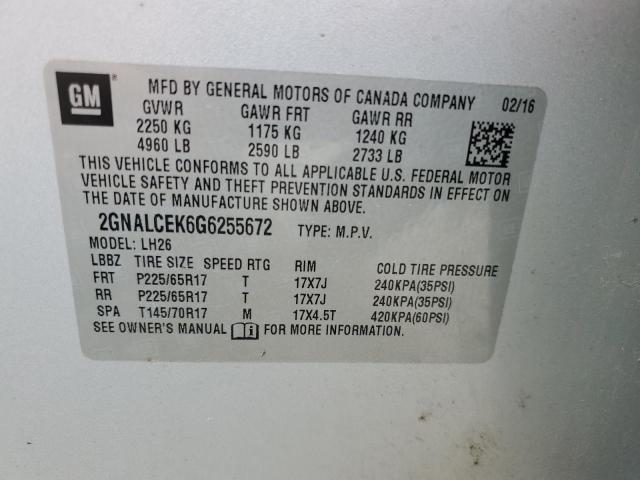 GM ®
MFD BY GENERAL MOTORS OF CANADA COMPANY 02/16
GVWR GAWR FRT GAWR RR
2250 KG 1175 KG 1240 KG
4960 LB 2590 LB 2733 LB
THIS VEHICLE CONFORMS TO ALL APPLICABLE U.S. FEDERAL MOTOR
VEHICLE SAFETY AND THEFT PREVENTION STANDARDS IN EFFECT ON
THE DATE OF MANUFACTURE SHOWN ABOVE.
2GNALCEK6G6255672 TYPE: M.P.V.
MODEL: LH26
LBBZ TIRE SIZE SPEED RTG RIM COLD TIRE PRESSURE
FRT P225/65R17 T 17X7J 240KPA(35PSI)
RR P225/65R17 T 17X7J 240KPA(35PSI)
SPA T145/70R17 M 17X4.5T 420KPA(60PSI)
SEE OWNER'S MANUAL FOR MORE INFORMATION.